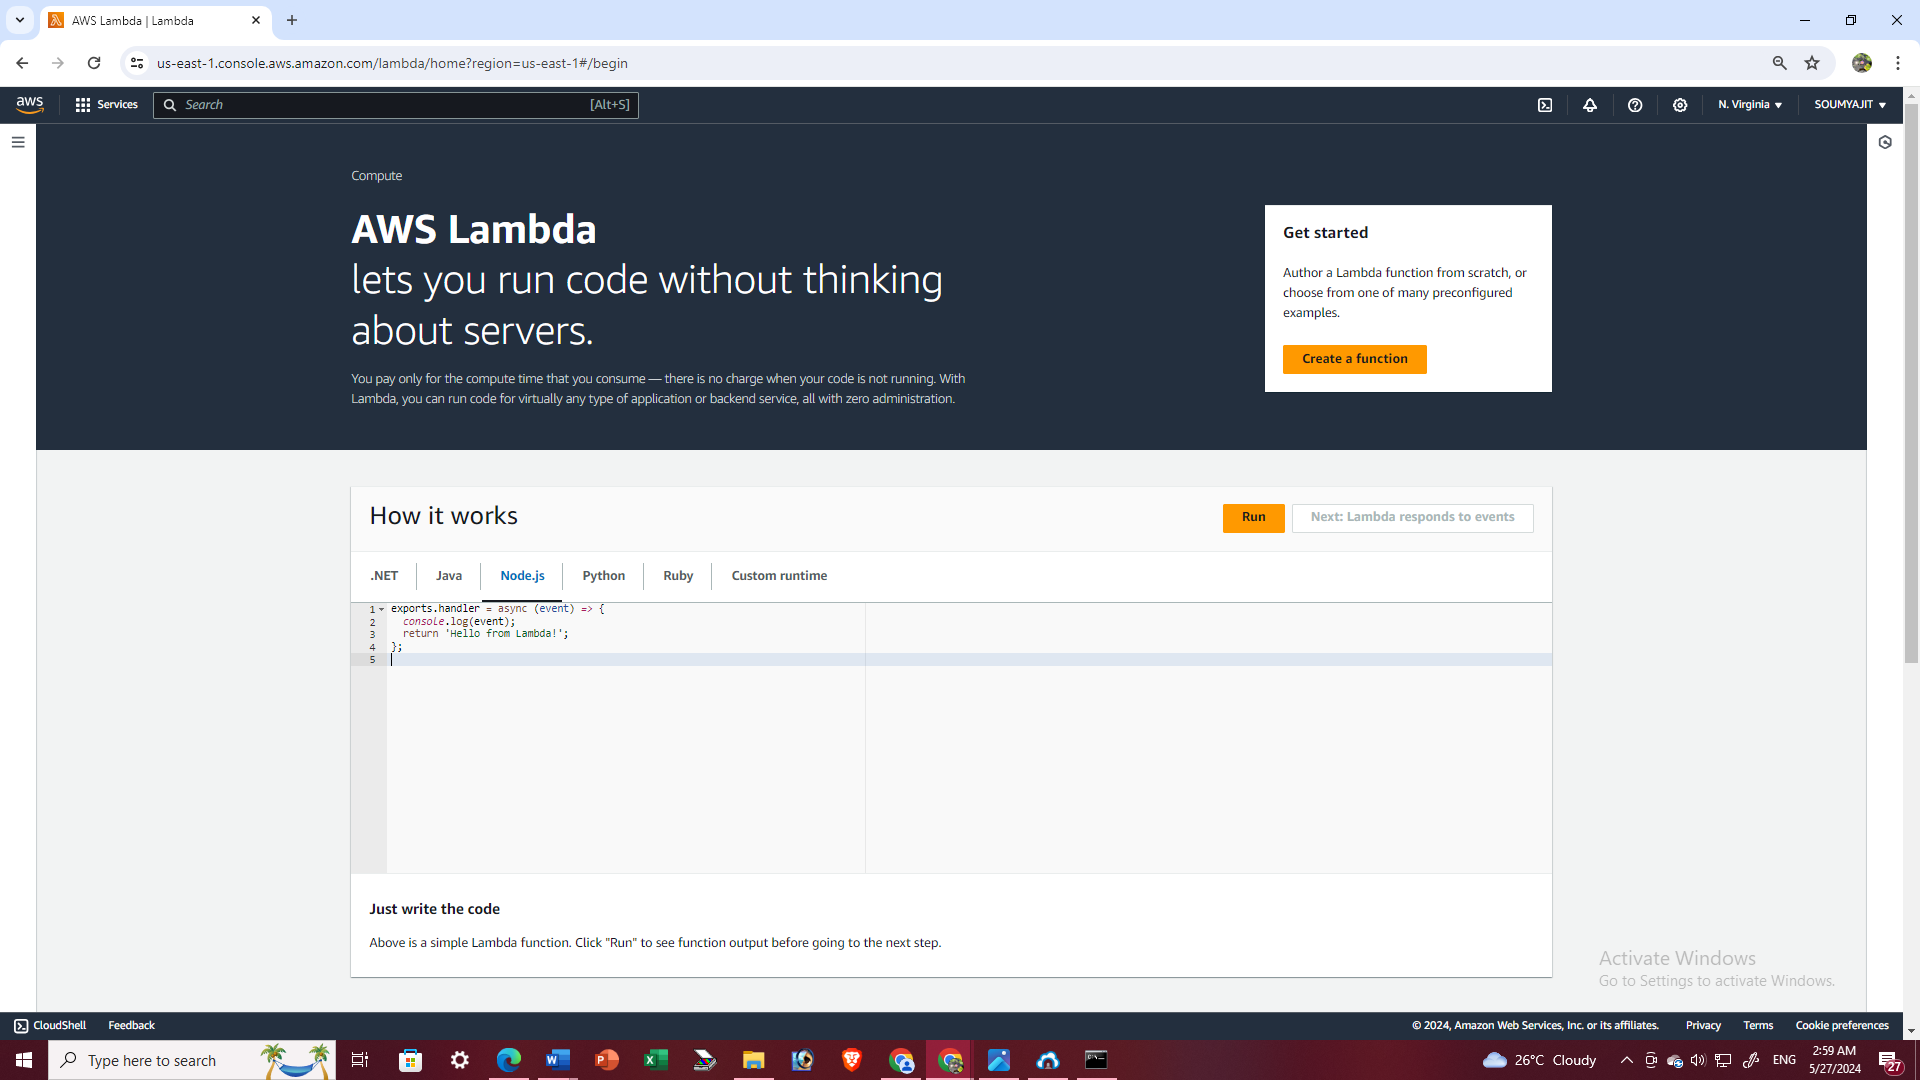 AWS Lambda | Lambda
us-east-1.console.aws.amazon.com/lambda/home?region=us-east-1#/begin
aws Services Search [Alt+S] N. Virginia SOUMYAJIT
Compute
AWS Lambda
lets you run code without thinking
about servers.
You pay only for the compute time that you consume — there is no charge when your code is not running. With
Lambda, you can run code for virtually any type of application or backend service, all with zero administration.
Get started
Author a Lambda function from scratch, or
choose from one of many preconfigured
examples.
Create a function
How it works
Run Next: Lambda responds to events
.NET Java Node.js Python Ruby Custom runtime
1 exports.handler = async (event) => {
2 console.log(event);
3 return 'Hello from Lambda!';
4 };
5
Just write the code
Above is a simple Lambda function. Click "Run" to see function output before going to the next step.
Activate Windows
Go to Settings to activate Windows.
CloudShell Feedback © 2024, Amazon Web Services, Inc. or its affiliates. Privacy Terms Cookie preferences
Type here to search 26°C Cloudy ENG 2:59 AM
5/27/2024 27